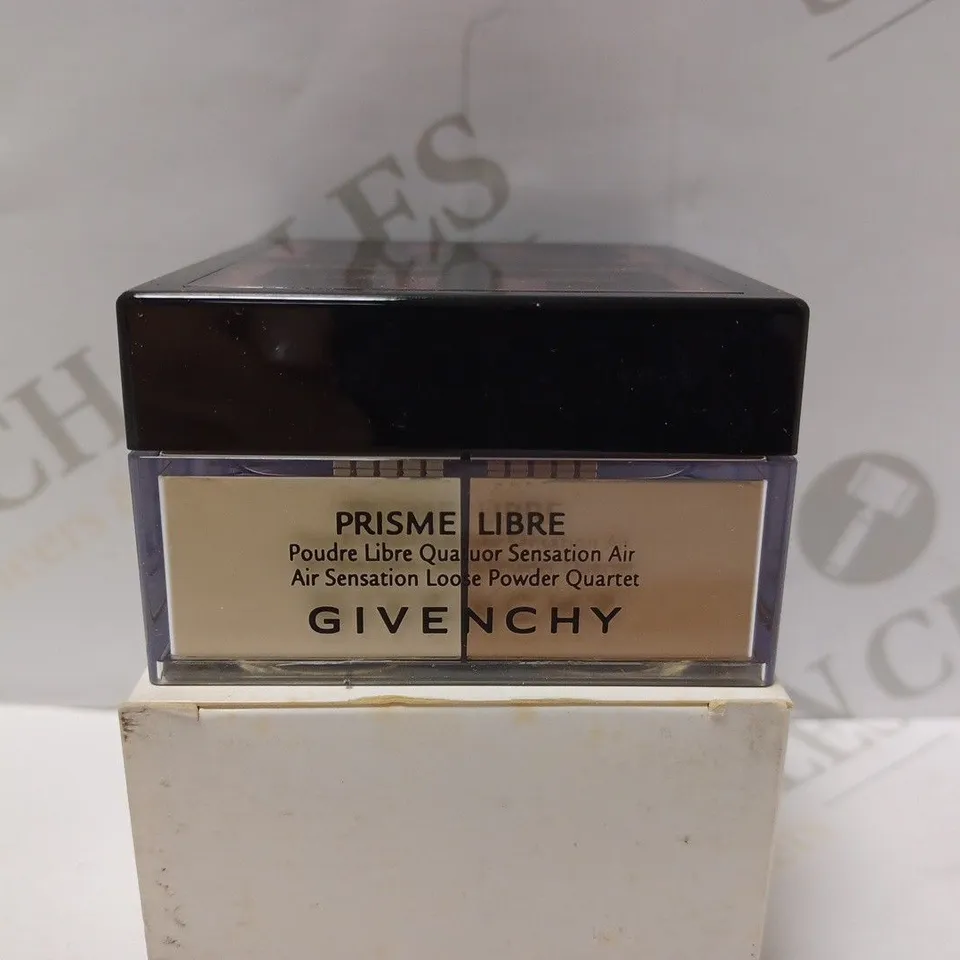 PRISME LIBRE
Poudre Libre Quatuor Sensation Air
Air Sensation Loose Powder Quartet
GIVENCHY